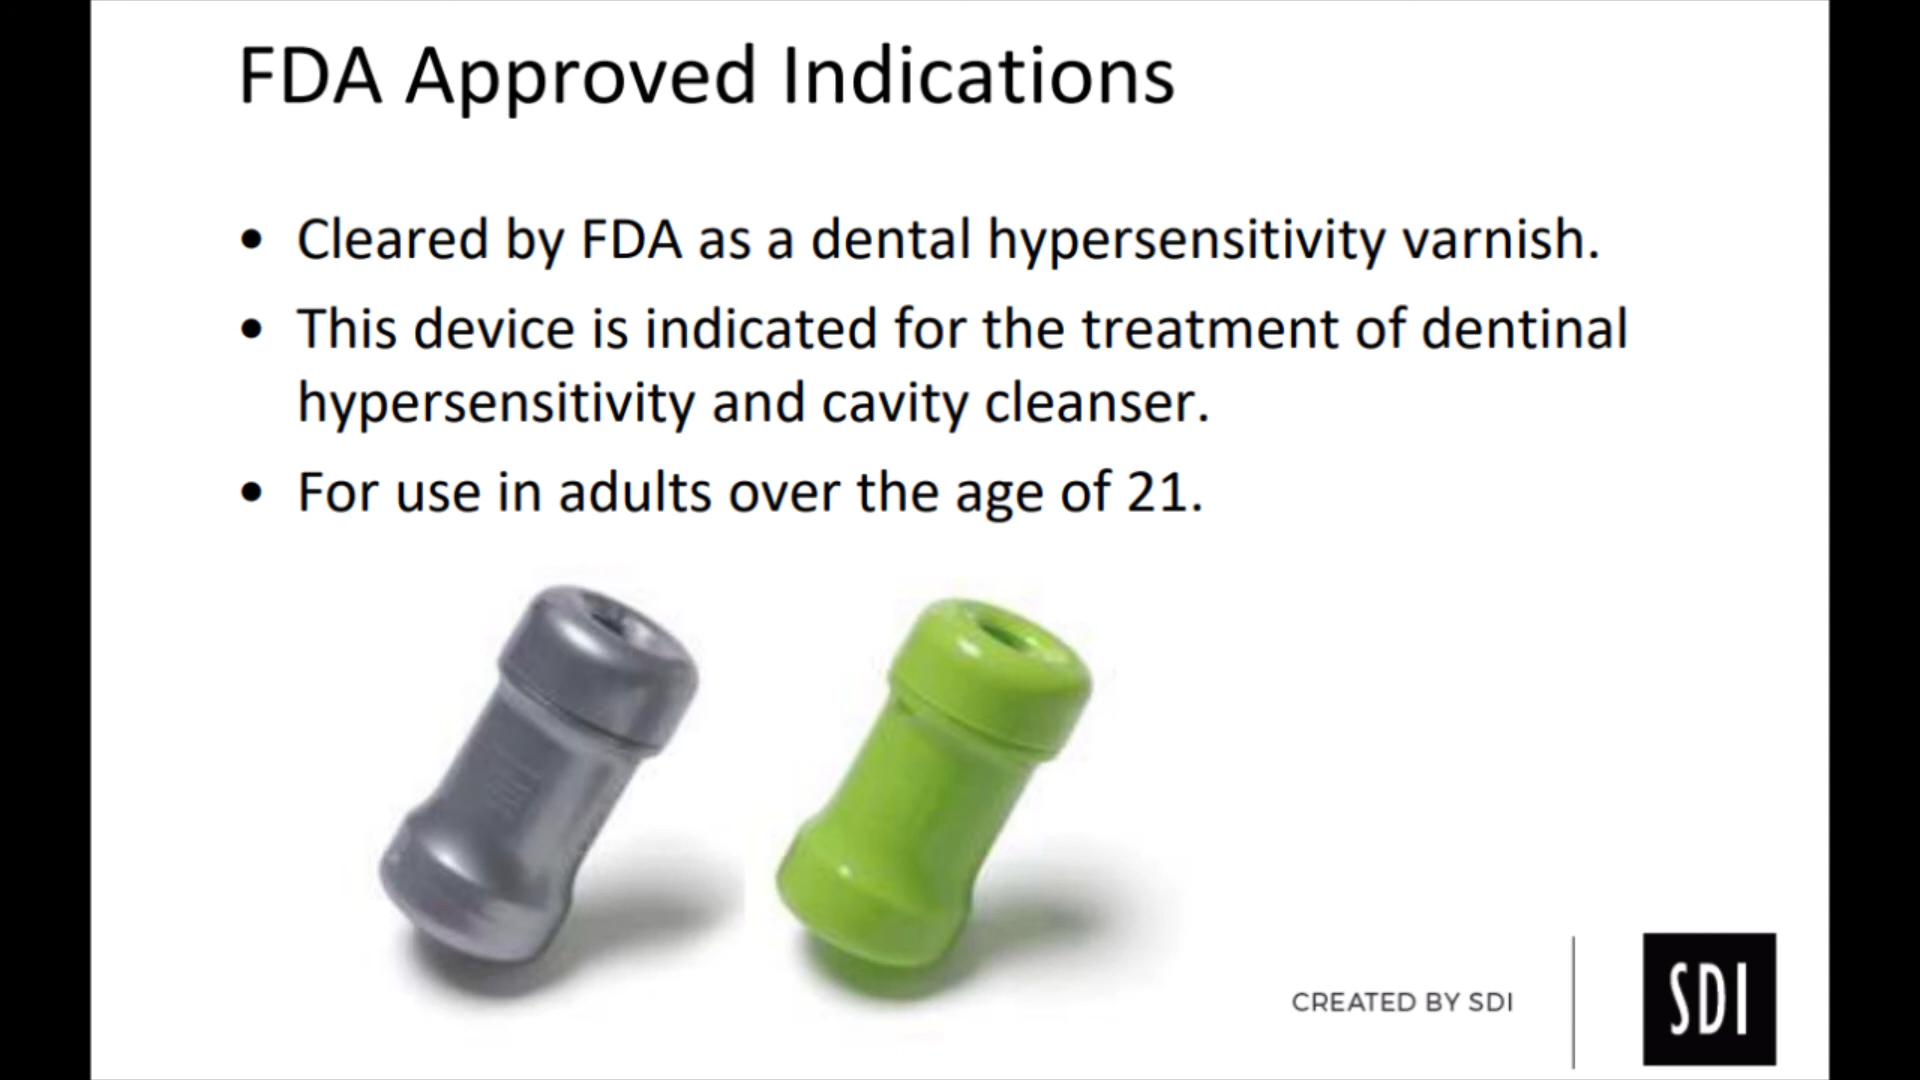 FDA Approved Indications
• Cleared by FDA as a dental hypersensitivity varnish.
• This device is indicated for the treatment of dentinal
hypersensitivity and cavity cleanser.
• For use in adults over the age of 21.
CREATED BY SDI
SDI